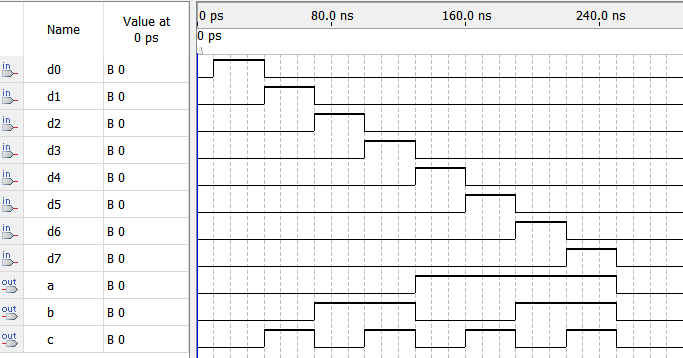 Name Value at 0 ps
0 ps 80.0 ns 160.0 ns 240.0 ns
0 ps
in d0 B 0
in d1 B 0
in d2 B 0
in d3 B 0
in d4 B 0
in d5 B 0
in d6 B 0
in d7 B 0
out a B 0
out b B 0
out c B 0